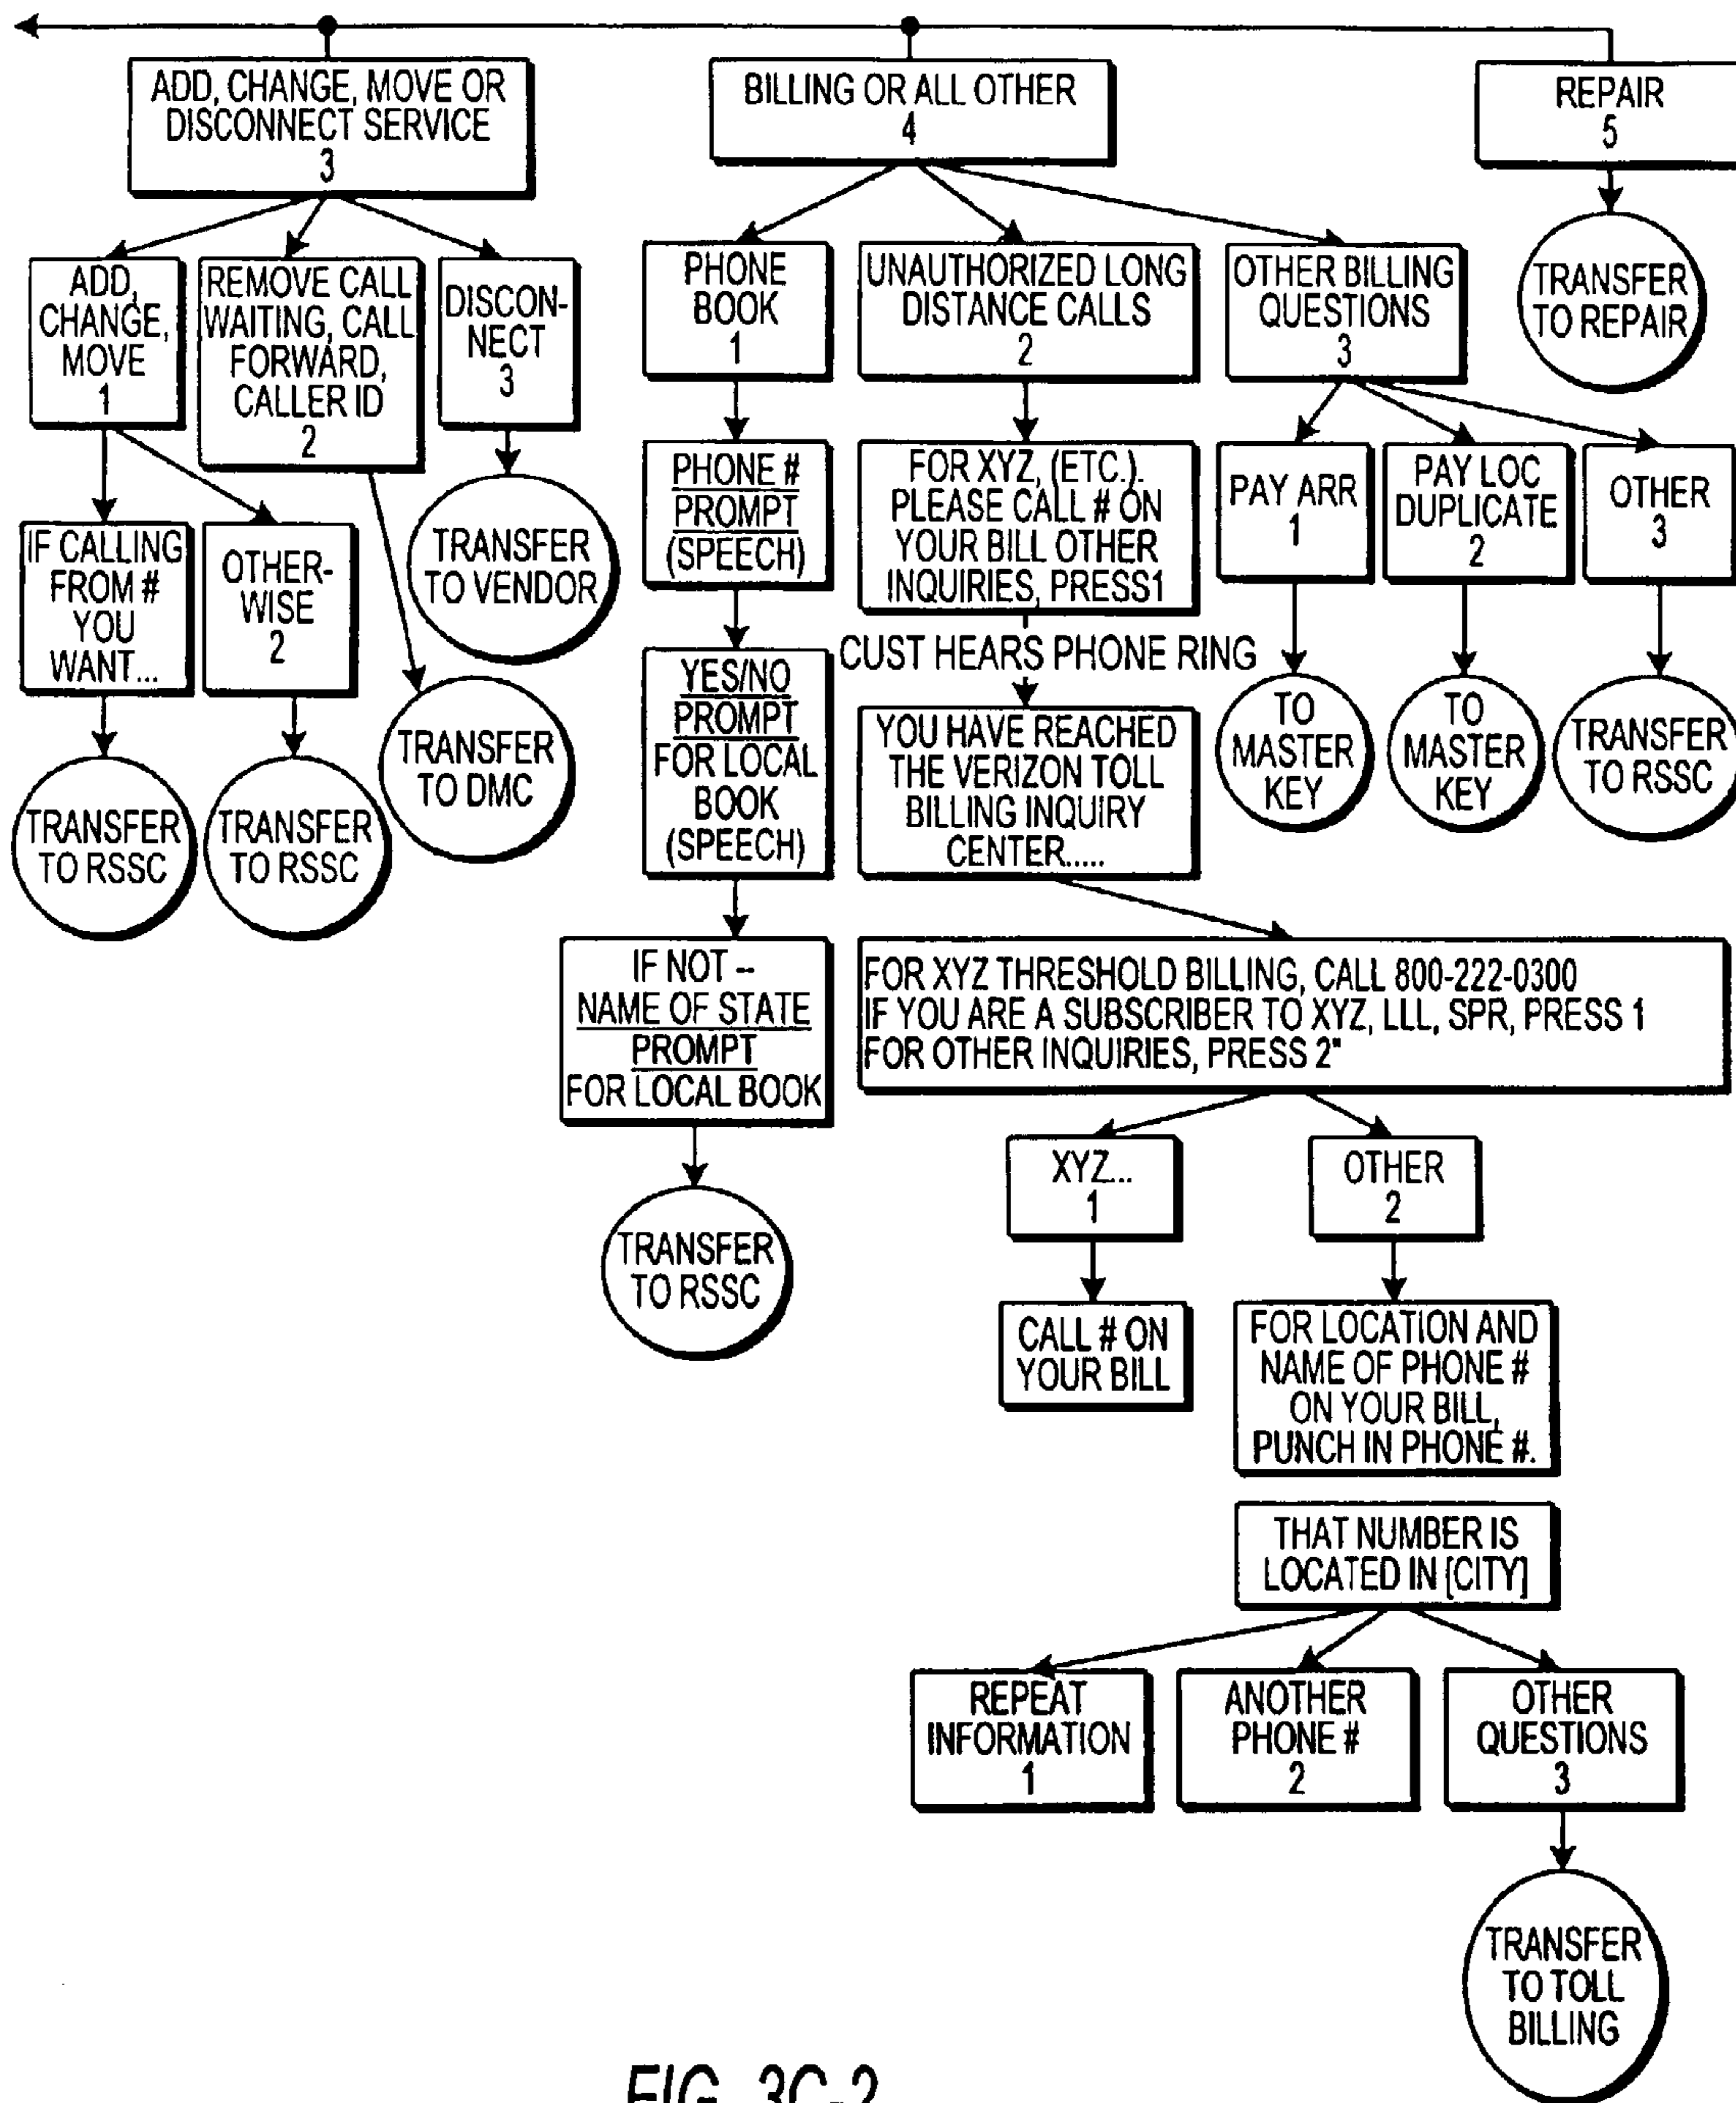 ADD, CHANGE, MOVE OR
DISCONNECT SERVICE
3
BILLING OR ALL OTHER
4
REPAIR
5
ADD,
CHANGE,
MOVE
1
REMOVE CALL
WAITING, CALL
FORWARD,
CALLER ID
2
DISCON-
NECT
3
PHONE
BOOK
1
UNAUTHORIZED LONG
DISTANCE CALLS
2
OTHER BILLING
QUESTIONS
3
TRANSFER
TO REPAIR
IF CALLING
FROM #
YOU
WANT...
OTHER-
WISE
2
TRANSFER
TO VENDOR
PHONE #
PROMPT
(SPEECH)
FOR XYZ, (ETC.).
PLEASE CALL # ON
YOUR BILL OTHER
INQUIRIES, PRESS1
PAY ARR
1
PAY LOC
DUPLICATE
2
OTHER
3
TRANSFER
TO RSSC
TRANSFER
TO RSSC
TRANSFER
TO DMC
YES/NO
PROMPT
FOR LOCAL
BOOK
(SPEECH)
CUST HEARS PHONE RING
YOU HAVE REACHED
THE VERIZON TOLL
BILLING INQUIRY
CENTER.....
TO
MASTER
KEY
TO
MASTER
KEY
TRANSFER
TO RSSC
IF NOT --
NAME OF STATE
PROMPT
FOR LOCAL BOOK
FOR XYZ THRESHOLD BILLING, CALL 800-222-0300
IF YOU ARE A SUBSCRIBER TO XYZ, LLL, SPR, PRESS 1
FOR OTHER INQUIRIES, PRESS 2"
TRANSFER
TO RSSC
XYZ...
1
OTHER
2
CALL # ON
YOUR BILL
FOR LOCATION AND
NAME OF PHONE #
ON YOUR BILL,
PUNCH IN PHONE #.
THAT NUMBER IS
LOCATED IN [CITY]
REPEAT
INFORMATION
1
ANOTHER
PHONE #
2
OTHER
QUESTIONS
3
TRANSFER
TO TOLL
BILLING
FIG. 3C-2